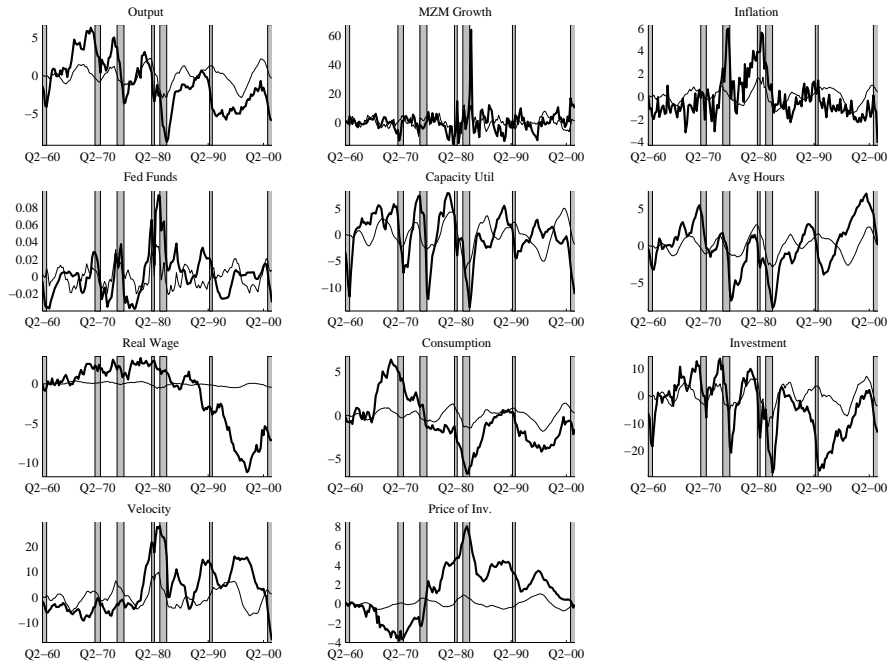 Output
5
0
−5
Q2−60 Q2−70 Q2−80 Q2−90 Q2−00
MZM Growth
60
40
20
0
Q2−60 Q2−70 Q2−80 Q2−90 Q2−00
Inflation
6
4
2
0
−2
−4
Q2−60 Q2−70 Q2−80 Q2−90 Q2−00
Fed Funds
0.08
0.06
0.04
0.02
0
−0.02
Q2−60 Q2−70 Q2−80 Q2−90 Q2−00
Capacity Util
5
0
−5
−10
Q2−60 Q2−70 Q2−80 Q2−90 Q2−00
Avg Hours
5
0
−5
Q2−60 Q2−70 Q2−80 Q2−90 Q2−00
Real Wage
0
−5
−10
Q2−60 Q2−70 Q2−80 Q2−90 Q2−00
Consumption
5
0
−5
Q2−60 Q2−70 Q2−80 Q2−90 Q2−00
Investment
10
0
−10
−20
Q2−60 Q2−70 Q2−80 Q2−90 Q2−00
Velocity
20
10
0
−10
Q2−60 Q2−70 Q2−80 Q2−90 Q2−00
Price of Inv.
8
6
4
2
0
−2
−4
Q2−60 Q2−70 Q2−80 Q2−90 Q2−00